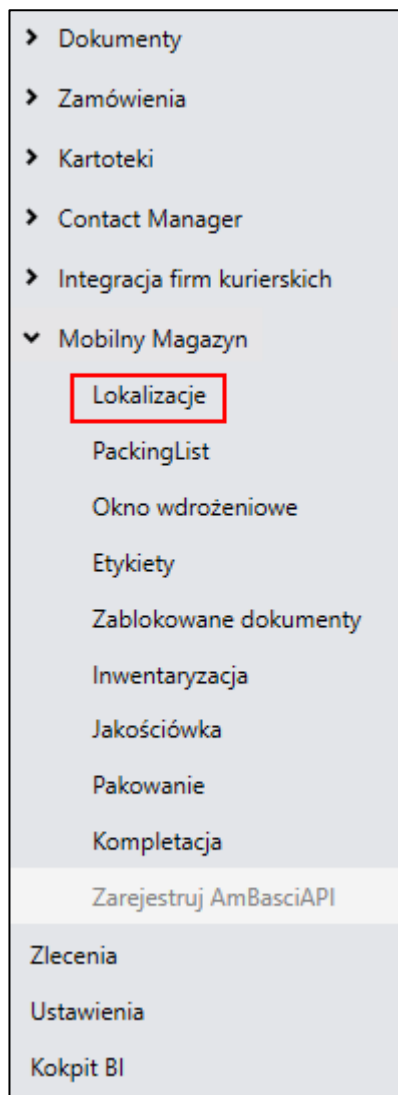 Dokumenty
Zamówienia
Kartoteki
Contact Manager
Integracja firm kurierskich
Mobilny Magazyn
Lokalizacje
PackingList
Okno wdrożeniowe
Etykiety
Zablokowane dokumenty
Inwentaryzacja
Jakościówka
Pakowanie
Kompletacja
Zarejestruj AmBasciAPI
Zlecenia
Ustawienia
Kokpit BI